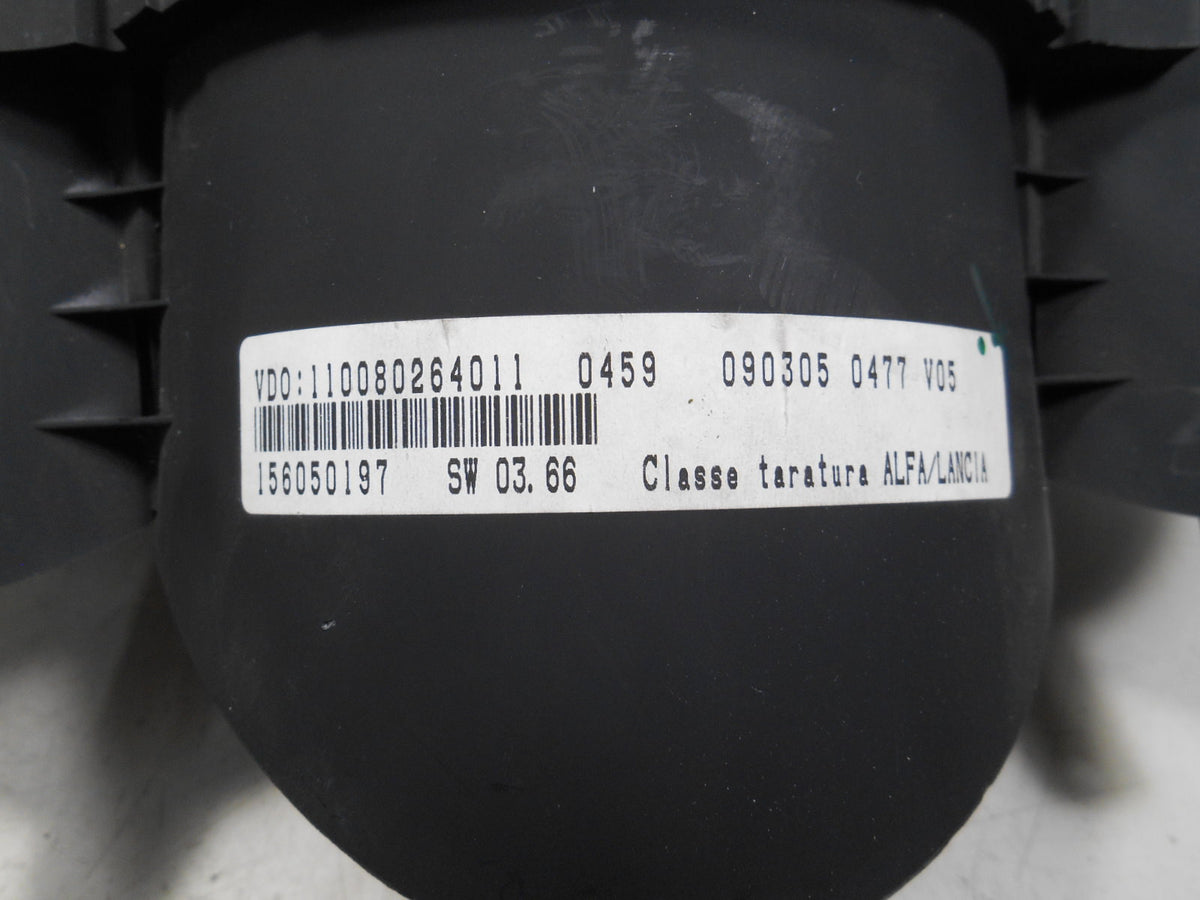 VDO:110080264011 0459 090305 0477 V05
156050197 SW 03.66 Classe taratura ALFA/LANCIA